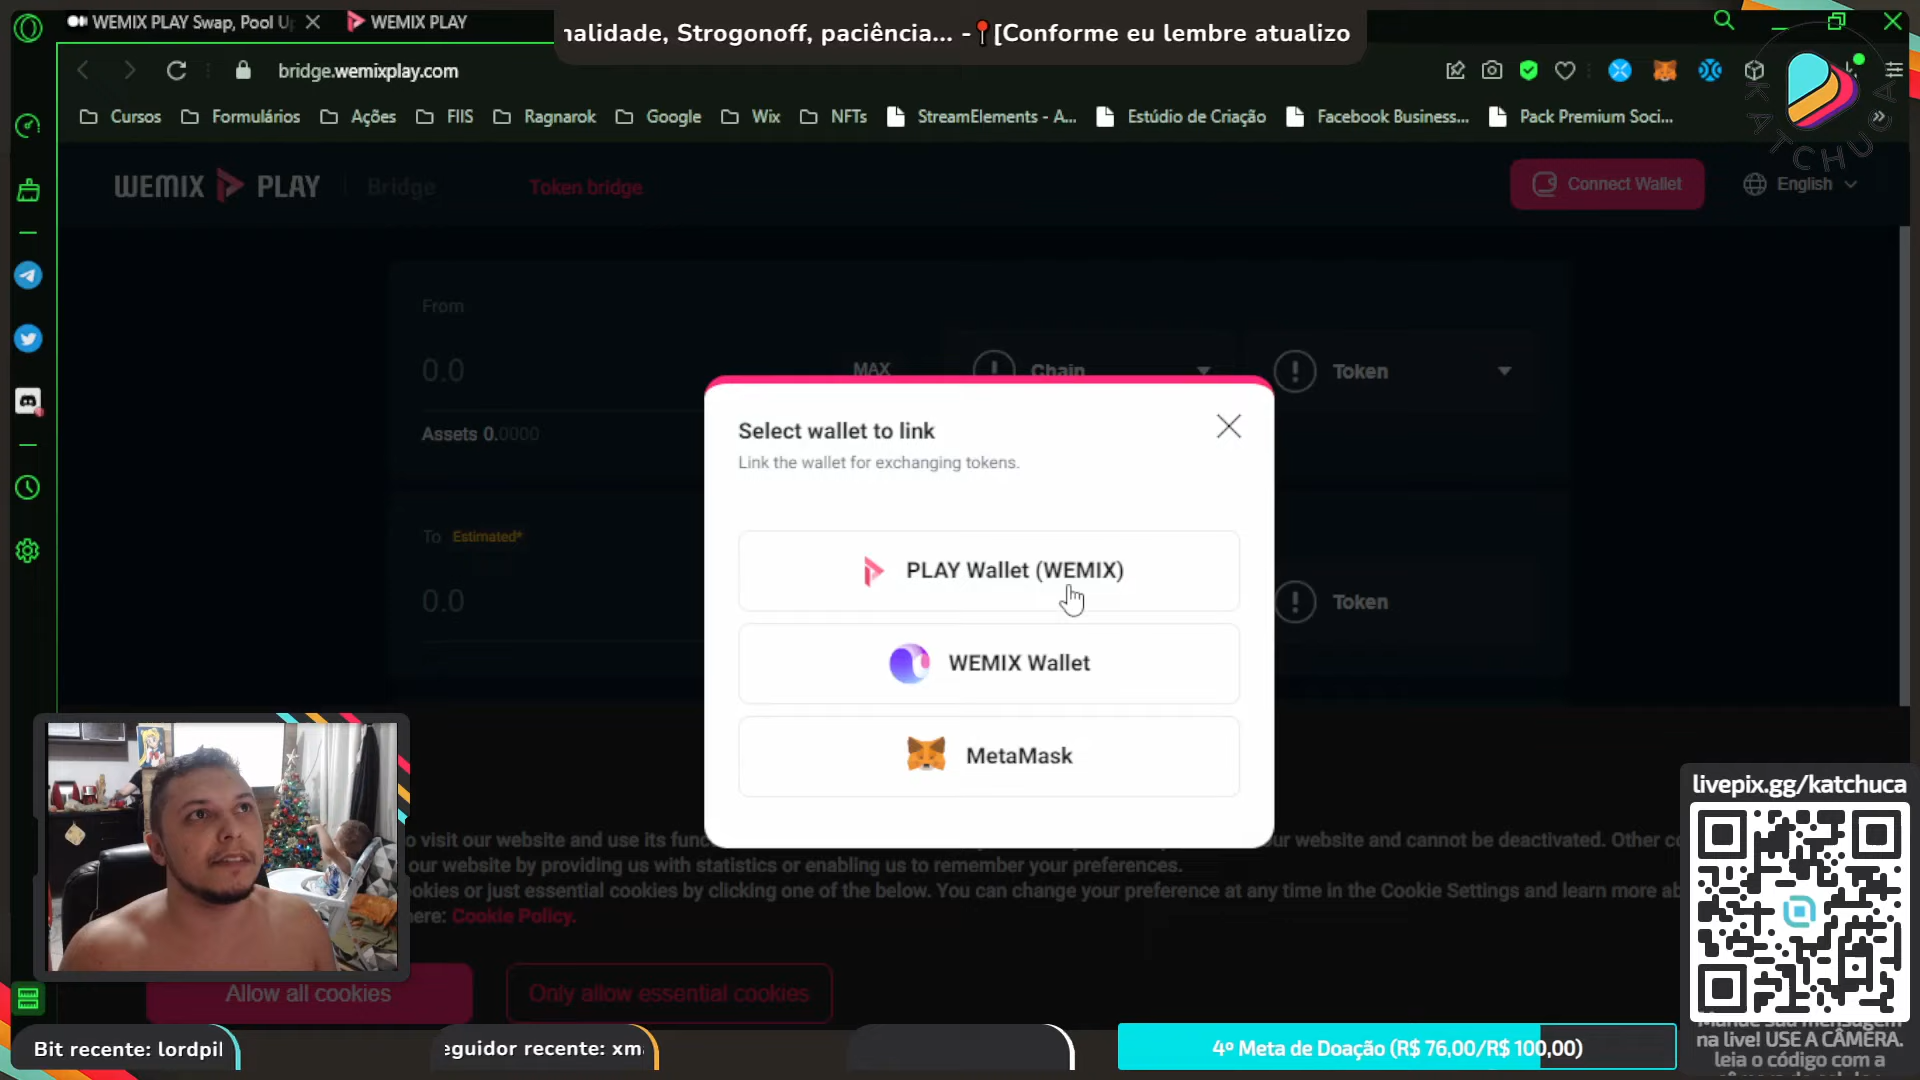 WEMIX PLAY Swap, Pool U
WEMIX PLAY
nalidade, Strogonoff, paciência... - 📍[Conforme eu lembre atualizo
bridge.wemixplay.com
Cursos
Formulários
Ações
FIIS
Ragnarok
Google
Wix
NFTs
StreamElements - A...
Estúdio de Criação
Facebook Business...
Pack Premium Soci...
KATCHUCA
WEMIX PLAY
Bridge
Token bridge
Connect Wallet
English
From
0.0
MAX
Chain
Token
Assets 0.0000
Select wallet to link
Link the wallet for exchanging tokens.
To Estimated*
0.0
Token
PLAY Wallet (WEMIX)
WEMIX Wallet
MetaMask
o visit our website and use its func
ur website and cannot be deactivated. Other co
our website by providing us with statistics or enabling us to remember your preferences.
okies or just essential cookies by clicking one of the below. You can change your preference at any time in the Cookie Settings and learn more ab
here: Cookie Policy.
Allow all cookies
Only allow essential cookies
livepix.gg/katchuca
Mande sua mensagem
na live! USE A CÂMERA.
leia o código com a
Bit recente: lordpil
eguidor recente: xm
4º Meta de Doação (R$ 76,00/R$ 100,00)